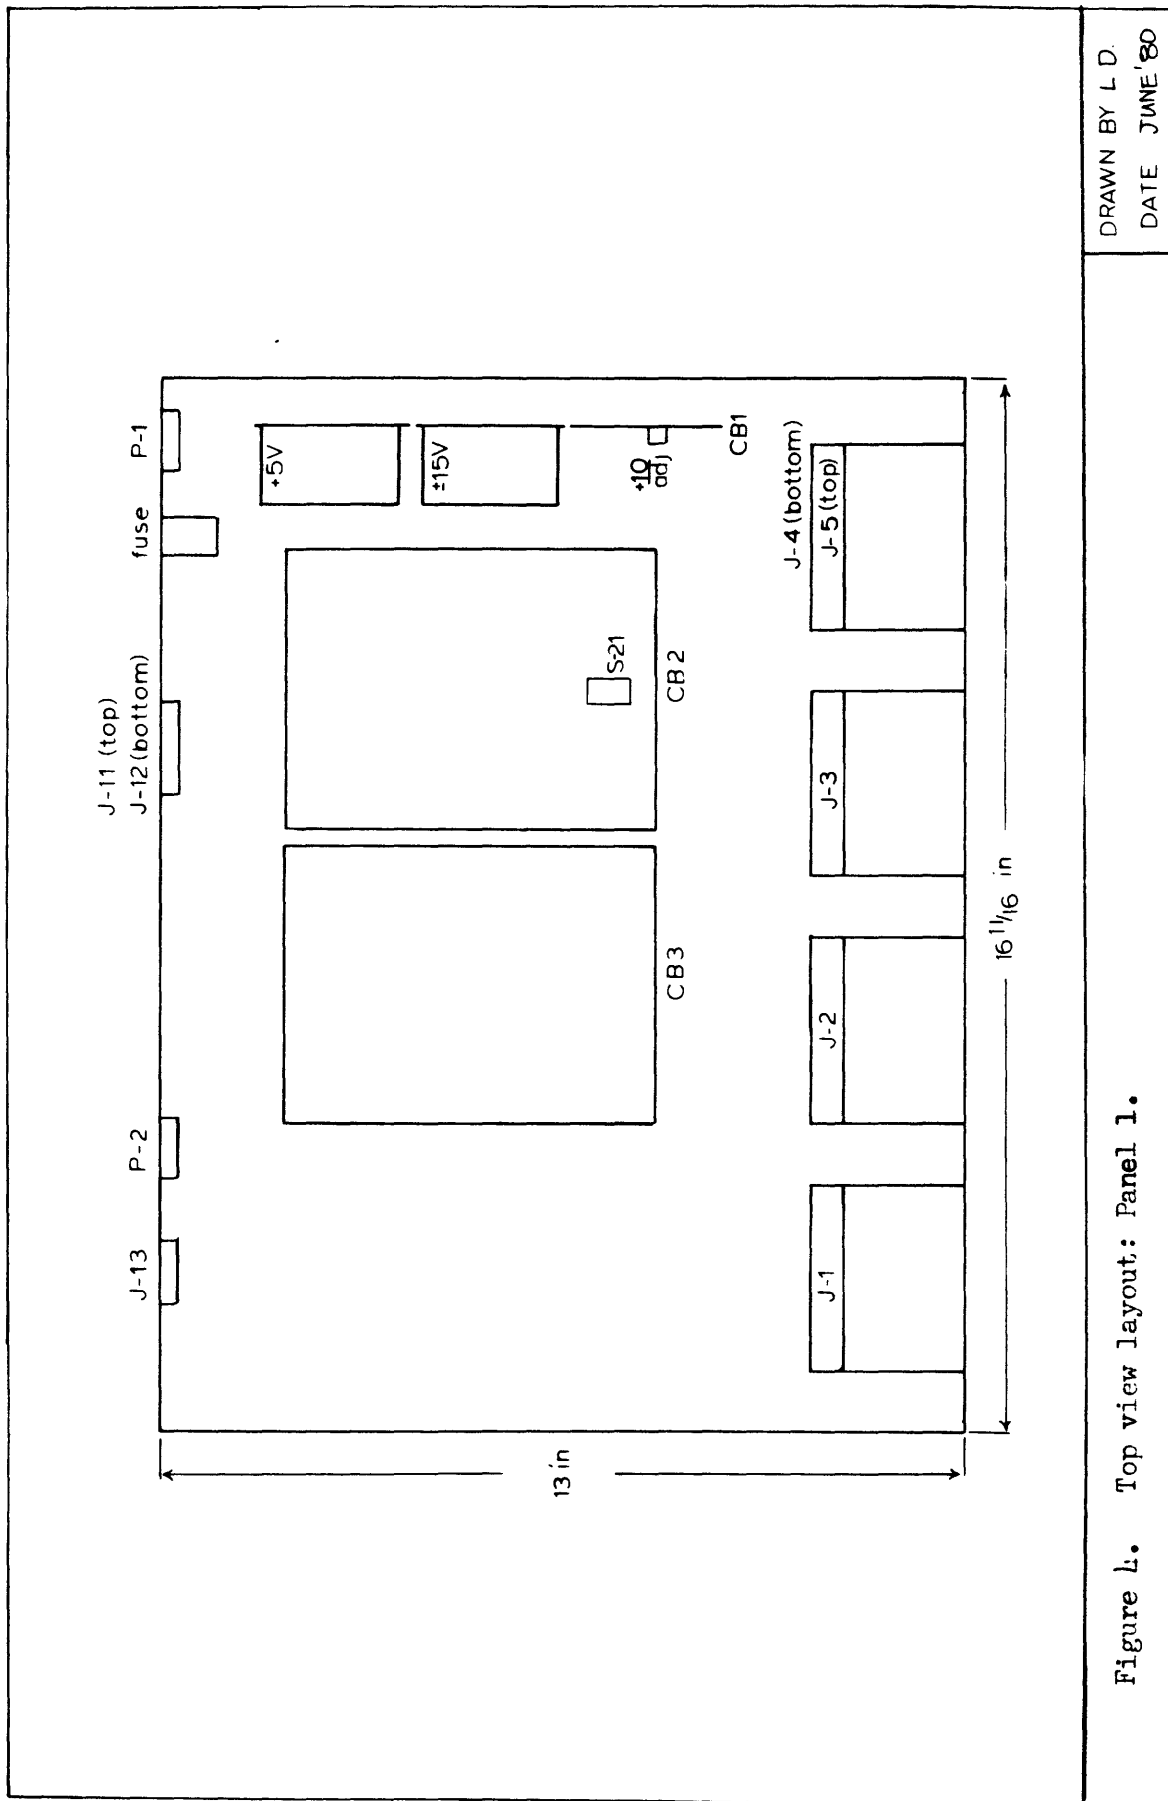 J-13
P-2
J-11 (top)
J-12 (bottom)
fuse
P-1
+5V
±15V
+10
adj
CB1
S-21
CB3
CB2
J-4 (bottom)
J-5 (top)
J-1
J-2
J-3
13 in
16 11/16 in
Figure 4. Top view layout: Panel 1.
DRAWN BY L D.
DATE JUNE '80